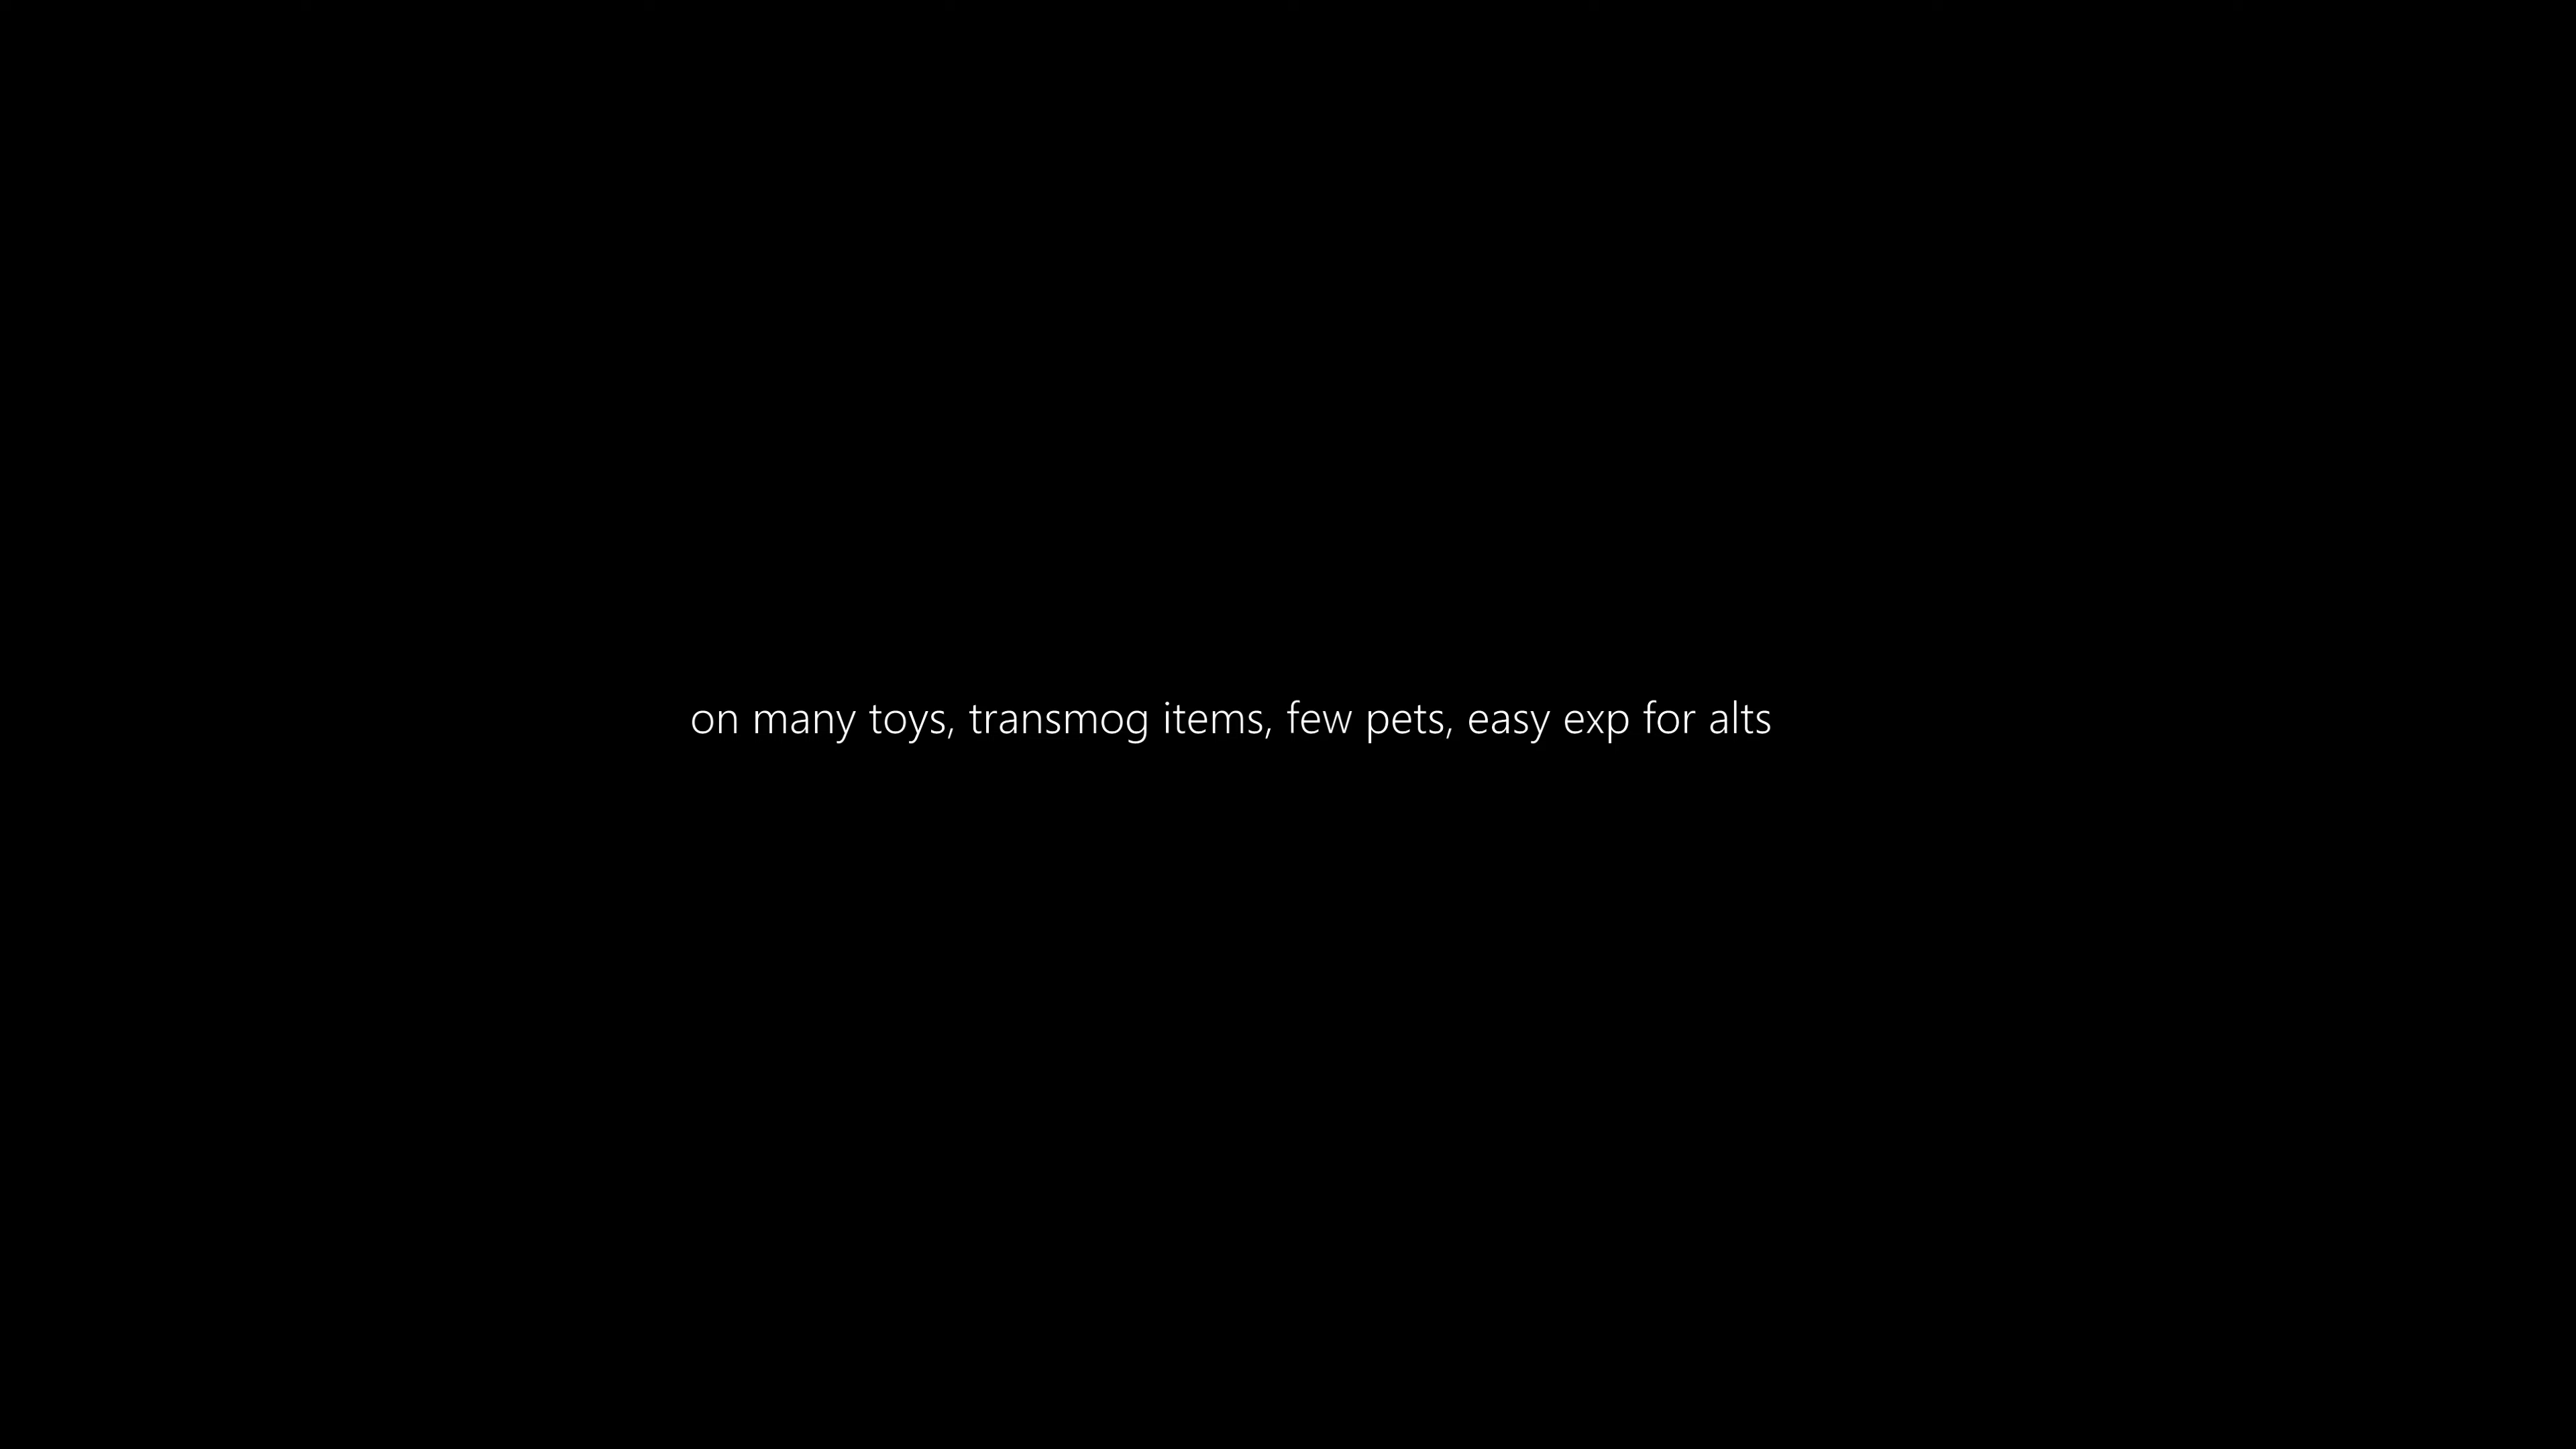 on many toys, transmog items, few pets, easy exp for alts